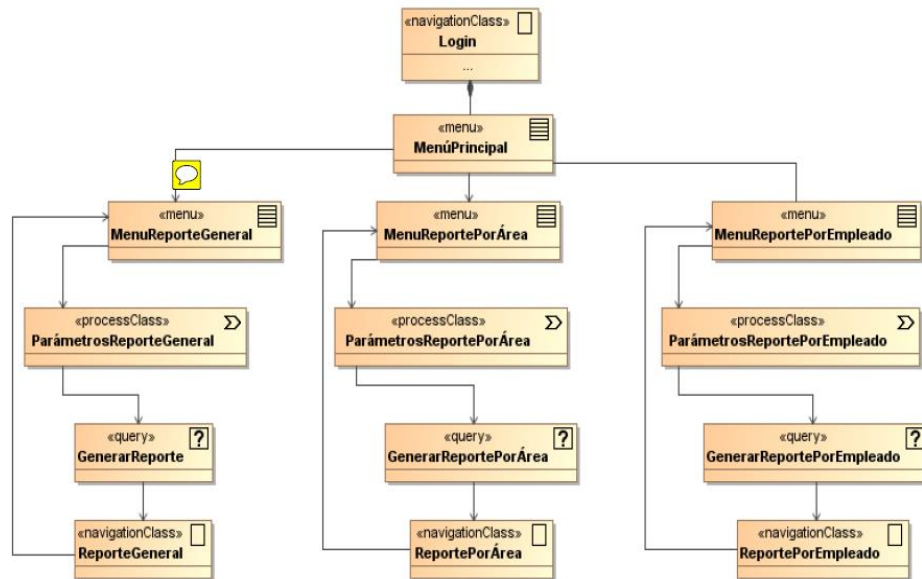 «navigationClass»
Login
...
«menu»
MenúPrincipal
«menu»
MenuReporteGeneral
«menu»
MenuReportePorÁrea
«menu»
MenuReportePorEmpleado
«processClass»
ParámetrosReporteGeneral
«processClass»
ParámetrosReportePorÁrea
«processClass»
ParámetrosReportePorEmpleado
«query»
?
GenerarReporte
«query»
?
GenerarReportePorÁrea
«query»
?
GenerarReportePorEmpleado
«navigationClass»
ReporteGeneral
«navigationClass»
ReportePorÁrea
«navigationClass»
ReportePorEmpleado